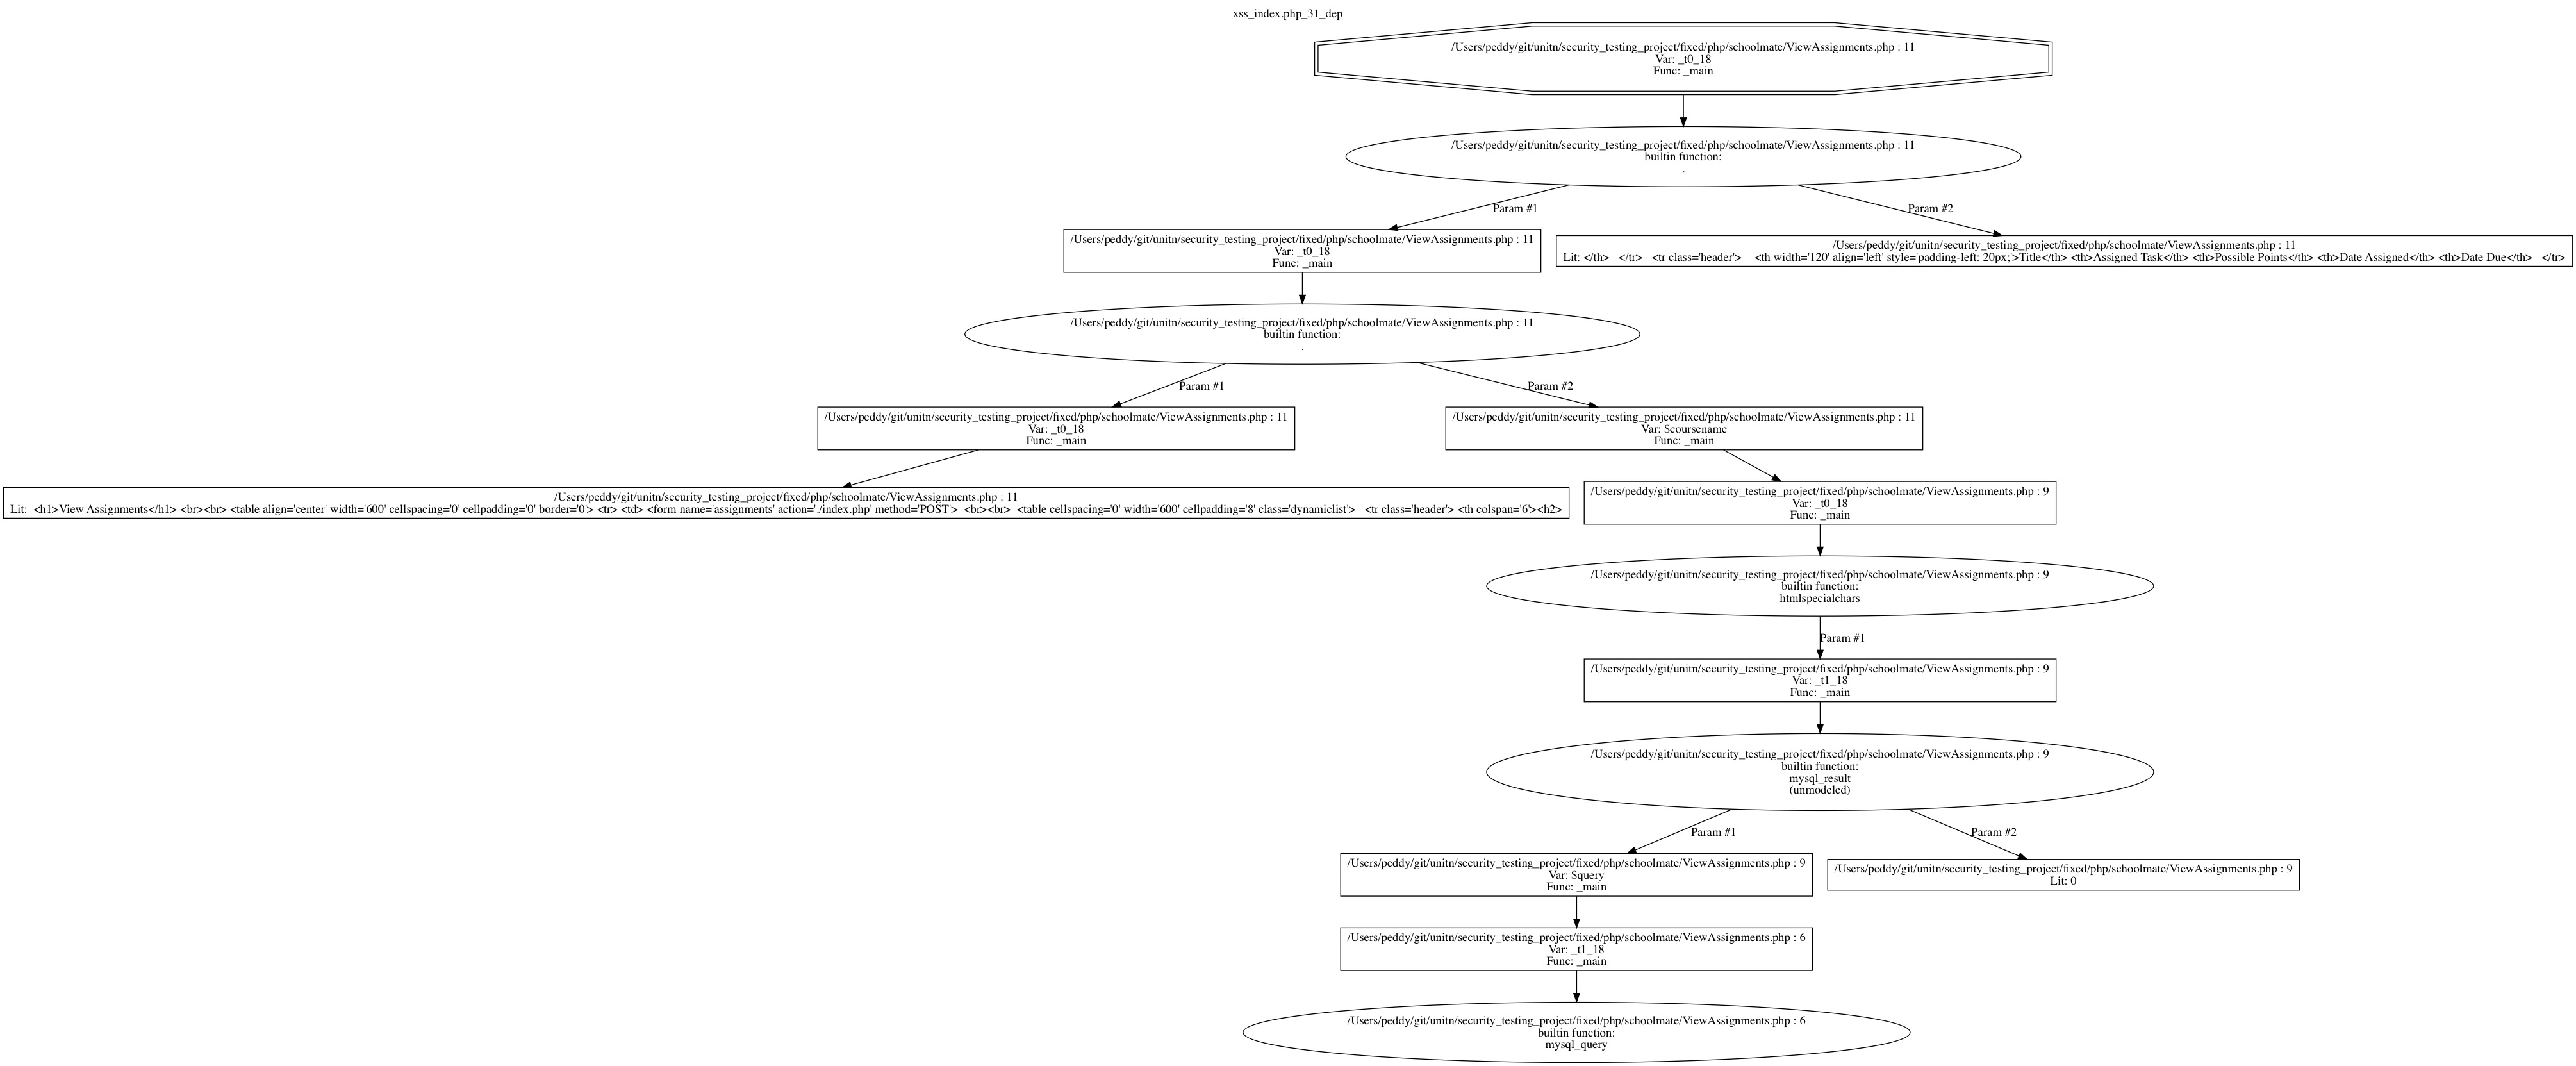 xss_index.php_31_dep
/Users/peddy/git/unitn/security_testing_project/fixed/php/schoolmate/ViewAssignments.php : 11
Var: _t0_18
Func: _main
/Users/peddy/git/unitn/security_testing_project/fixed/php/schoolmate/ViewAssignments.php : 11
builtin function:
.
Param #1
Param #2
/Users/peddy/git/unitn/security_testing_project/fixed/php/schoolmate/ViewAssignments.php : 11
Var: _t0_18
Func: _main
/Users/peddy/git/unitn/security_testing_project/fixed/php/schoolmate/ViewAssignments.php : 11
Lit: </th>   </tr>   <tr class='header'>    <th width='120' align='left' style='padding-left: 20px;'>Title</th> <th>Assigned Task</th> <th>Possible Points</th> <th>Date Assigned</th> <th>Date Due</th>   </tr>
/Users/peddy/git/unitn/security_testing_project/fixed/php/schoolmate/ViewAssignments.php : 11
builtin function:
.
Param #1
Param #2
/Users/peddy/git/unitn/security_testing_project/fixed/php/schoolmate/ViewAssignments.php : 11
Var: _t0_18
Func: _main
/Users/peddy/git/unitn/security_testing_project/fixed/php/schoolmate/ViewAssignments.php : 11
Var: $coursename
Func: _main
/Users/peddy/git/unitn/security_testing_project/fixed/php/schoolmate/ViewAssignments.php : 11
Lit:  <h1>View Assignments</h1> <br><br> <table align='center' width='600' cellspacing='0' cellpadding='0' border='0'> <tr> <td> <form name='assignments' action='./index.php' method='POST'>  <br><br>  <table cellspacing='0' width='600' cellpadding='8' class='dynamiclist'>   <tr class='header'> <th colspan='6'><h2>
/Users/peddy/git/unitn/security_testing_project/fixed/php/schoolmate/ViewAssignments.php : 9
Var: _t0_18
Func: _main
/Users/peddy/git/unitn/security_testing_project/fixed/php/schoolmate/ViewAssignments.php : 9
builtin function:
htmlspecialchars
Param #1
/Users/peddy/git/unitn/security_testing_project/fixed/php/schoolmate/ViewAssignments.php : 9
Var: _t1_18
Func: _main
/Users/peddy/git/unitn/security_testing_project/fixed/php/schoolmate/ViewAssignments.php : 9
builtin function:
mysql_result
(unmodeled)
Param #1
Param #2
/Users/peddy/git/unitn/security_testing_project/fixed/php/schoolmate/ViewAssignments.php : 9
Var: $query
Func: _main
/Users/peddy/git/unitn/security_testing_project/fixed/php/schoolmate/ViewAssignments.php : 9
Lit: 0
/Users/peddy/git/unitn/security_testing_project/fixed/php/schoolmate/ViewAssignments.php : 6
Var: _t1_18
Func: _main
/Users/peddy/git/unitn/security_testing_project/fixed/php/schoolmate/ViewAssignments.php : 6
builtin function:
mysql_query